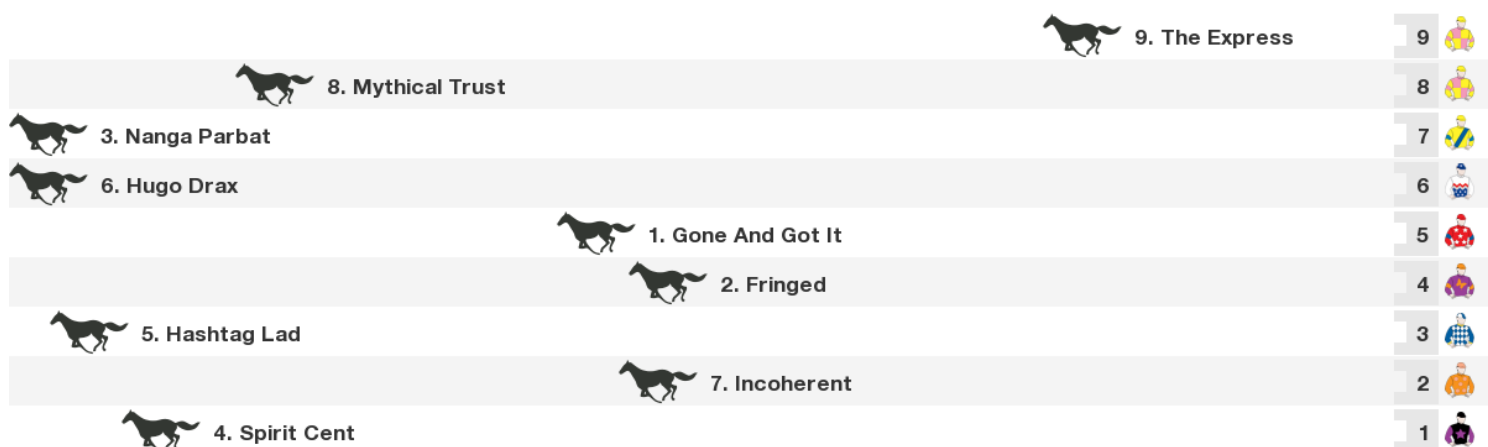 9. The Express 9
8. Mythical Trust 8
3. Nanga Parbat 7
6. Hugo Drax 6
1. Gone And Got It 5
2. Fringed 4
5. Hashtag Lad 3
7. Incoherent 2
4. Spirit Cent 1